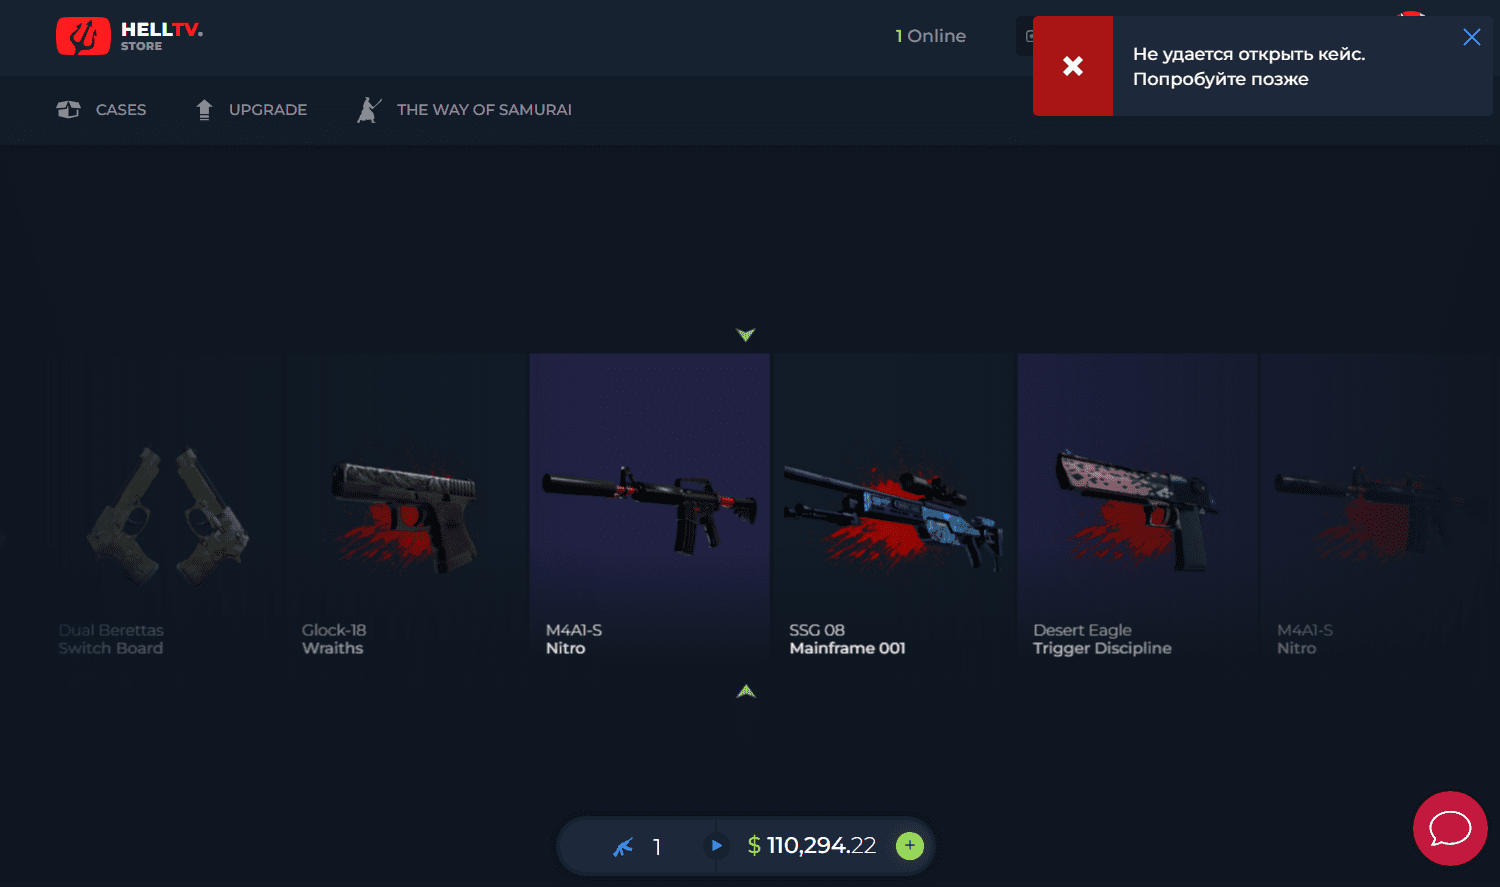 HELLTV.
STORE
1 Online
Не удается открыть кейс.
Попробуйте позже
CASES
UPGRADE
THE WAY OF SAMURAI
Dual Berettas
Switch Board
Glock-18
Wraiths
M4A1-S
Nitro
SSG 08
Mainframe 001
Desert Eagle
Trigger Discipline
M4A1-S
Nitro
1
$ 110,294.22